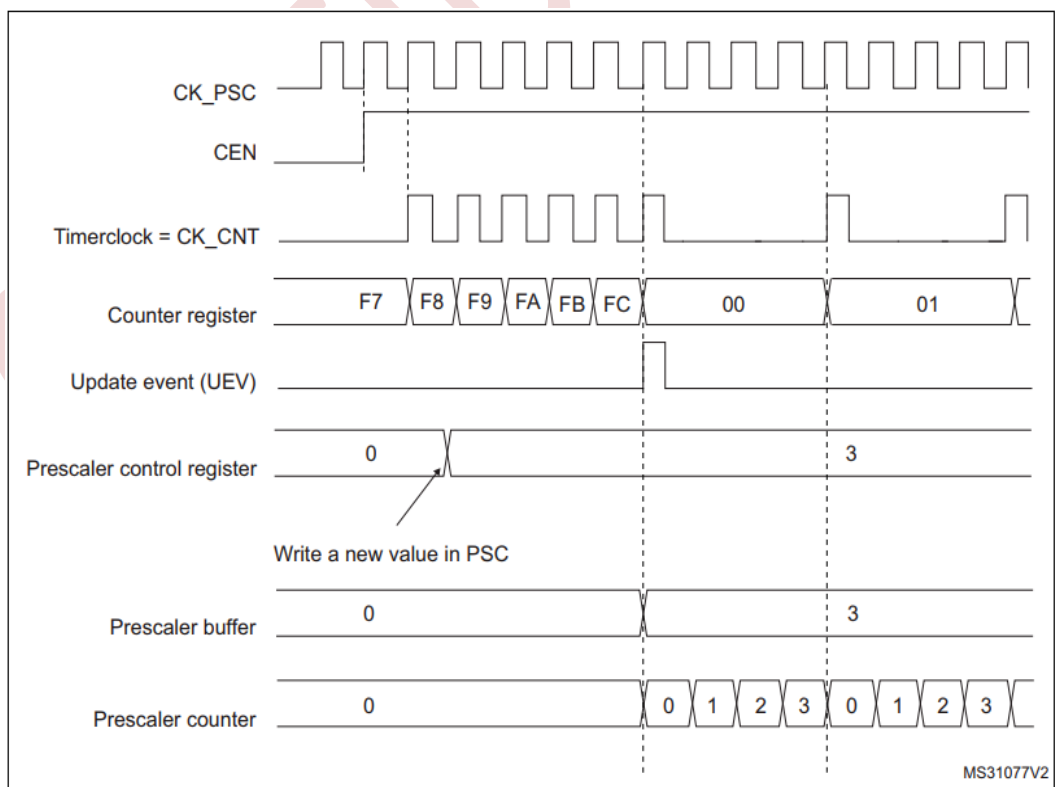 CK_PSC
CEN
Timerclock = CK_CNT
Counter register F7 F8 F9 FA FB FC 00 01
Update event (UEV)
Prescaler control register 0 3
Write a new value in PSC
Prescaler buffer 0 3
Prescaler counter 0 0 1 2 3 0 1 2 3
MS31077V2